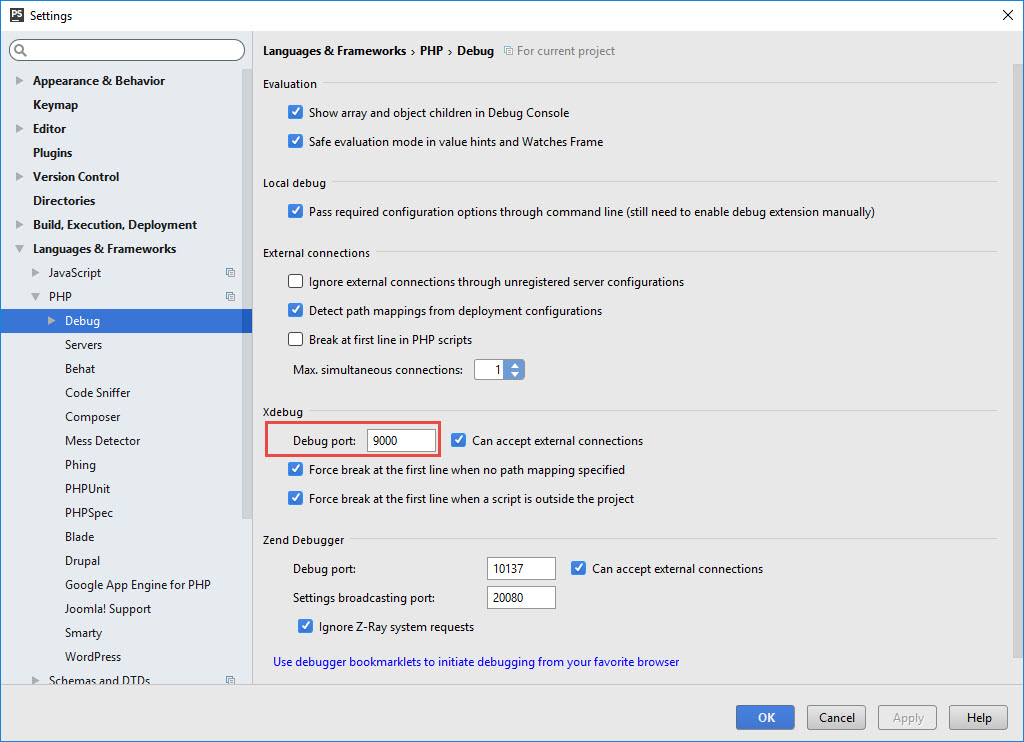 PS Settings
Languages & Frameworks › PHP › Debug For current project
Appearance & Behavior
Keymap
Editor
Plugins
Version Control
Directories
Build, Execution, Deployment
Languages & Frameworks
JavaScript
PHP
Debug
Servers
Behat
Code Sniffer
Composer
Mess Detector
Phing
PHPUnit
PHPSpec
Blade
Drupal
Google App Engine for PHP
Joomla! Support
Smarty
WordPress
Schemas and DTDs
Evaluation
Show array and object children in Debug Console
Safe evaluation mode in value hints and Watches Frame
Local debug
Pass required configuration options through command line (still need to enable debug extension manually)
External connections
Ignore external connections through unregistered server configurations
Detect path mappings from deployment configurations
Break at first line in PHP scripts
Max. simultaneous connections: 1
Xdebug
Debug port: 9000 Can accept external connections
Force break at the first line when no path mapping specified
Force break at the first line when a script is outside the project
Zend Debugger
Debug port: 10137 Can accept external connections
Settings broadcasting port: 20080
Ignore Z-Ray system requests
Use debugger bookmarklets to initiate debugging from your favorite browser
OK Cancel Apply Help